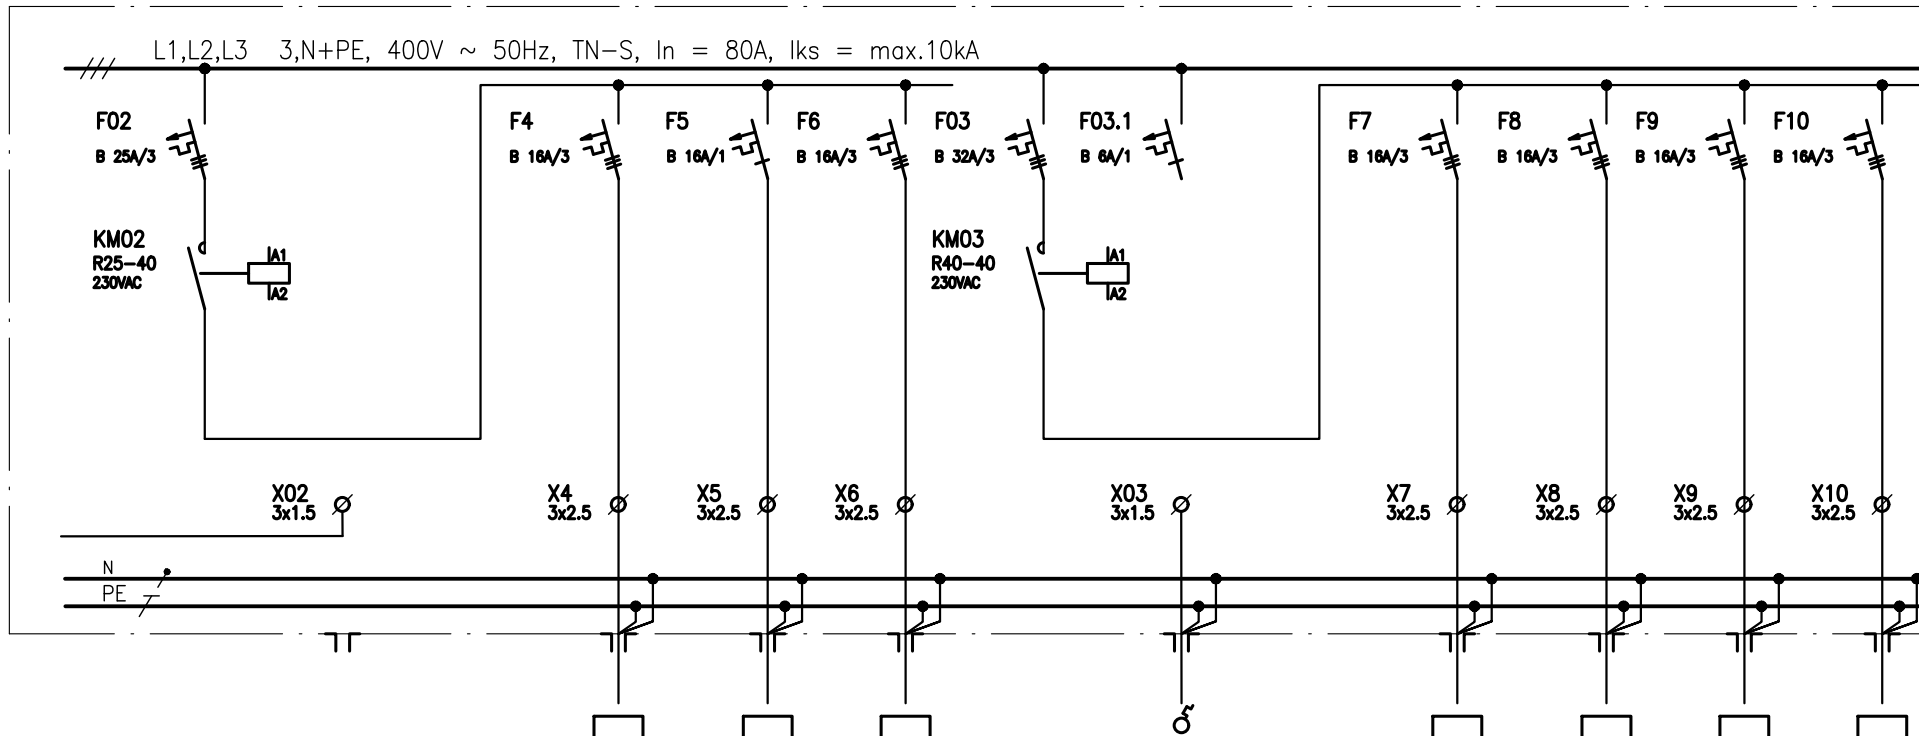 L1,L2,L3 3,N+PE, 400V ~ 50Hz, TN-S, In = 80A, Iks = max.10kA
F02
B 25A/3
F4
B 16A/3
F5
B 16A/1
F6
B 16A/3
F03
B 32A/3
F03.1
B 6A/1
F7
B 16A/3
F8
B 16A/3
F9
B 16A/3
F10
B 16A/3
KM02
R25-40
230VAC
A1
A2
KM03
R40-40
230VAC
A1
A2
X02
3x1.5
X4
3x2.5
X5
3x2.5
X6
3x2.5
X03
3x1.5
X7
3x2.5
X8
3x2.5
X9
3x2.5
X10
3x2.5
N
PE